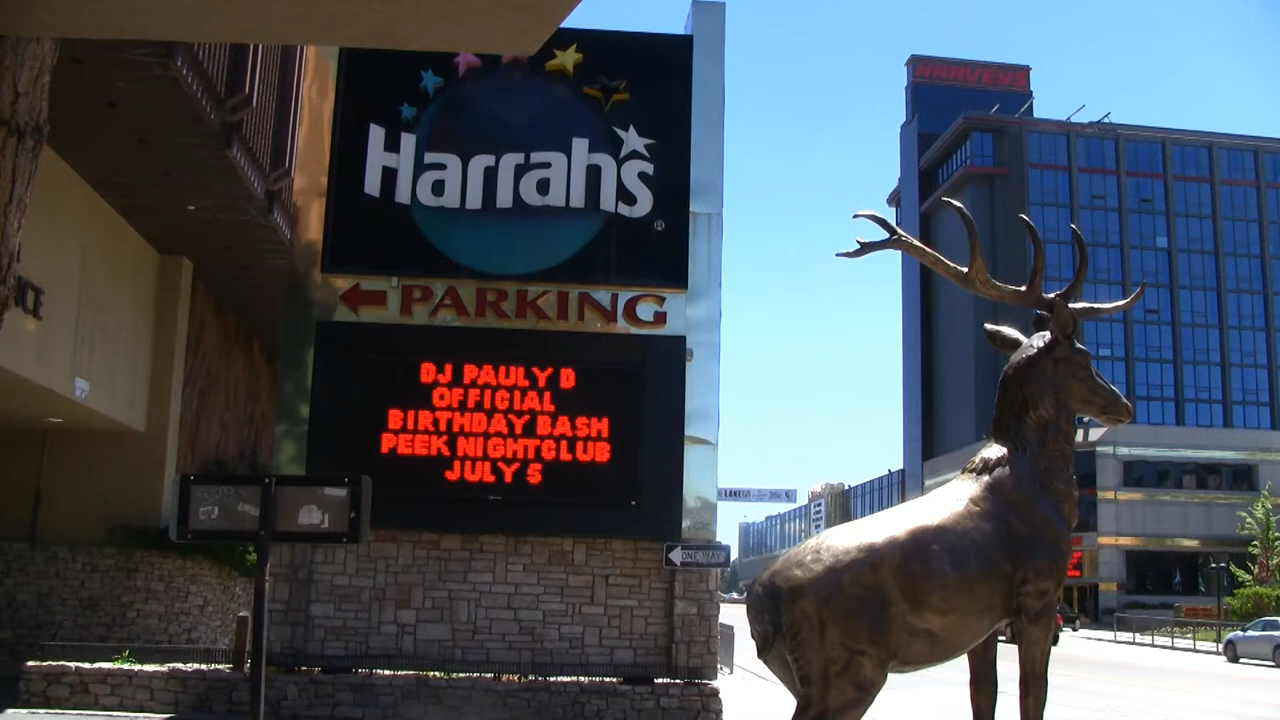 Harrah's
PARKING
DJ PAULY D
OFFICIAL
BIRTHDAY BASH
PEEK NIGHTCLUB
JULY 5
ONE WAY
HARVEYS